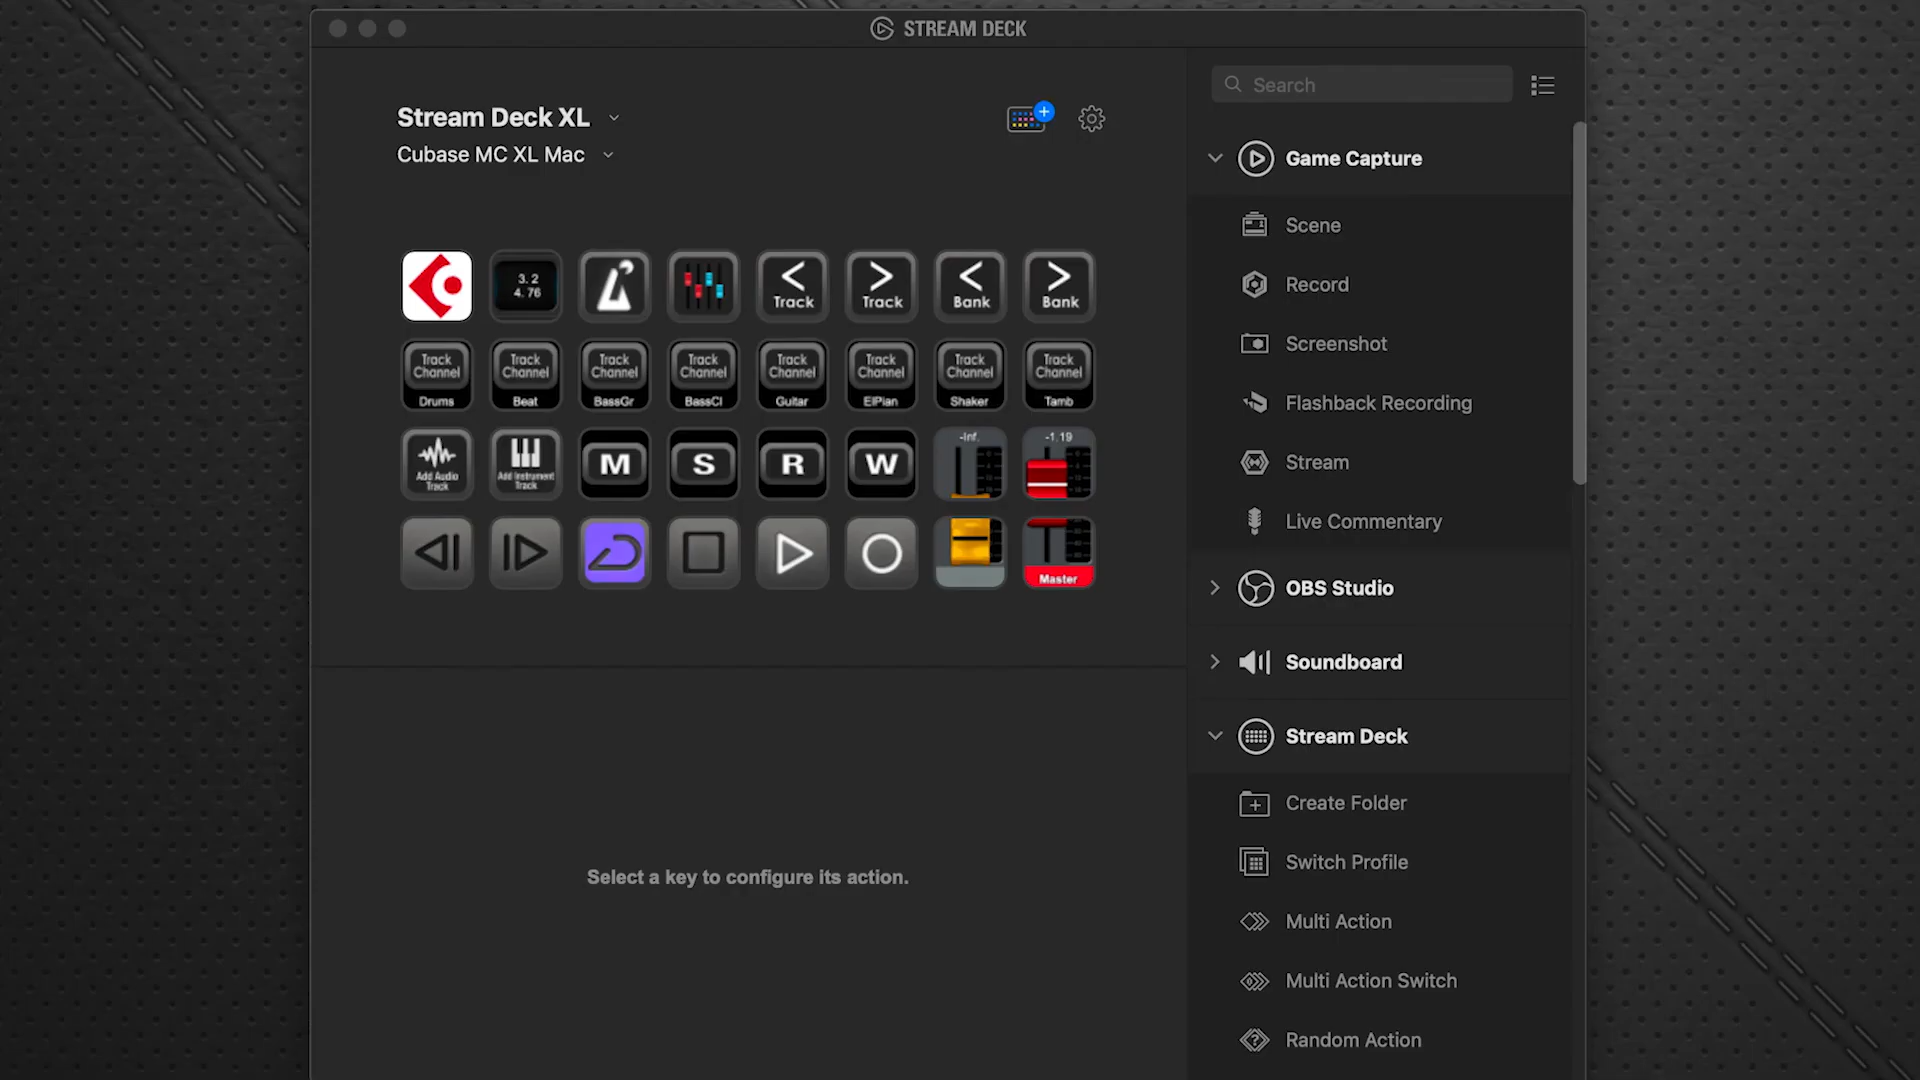 STREAM DECK
Stream Deck XL
Cubase MC XL Mac
Search
Game Capture
Scene
Record
Screenshot
Flashback Recording
Stream
Live Commentary
OBS Studio
Soundboard
Stream Deck
Create Folder
Switch Profile
Multi Action
Multi Action Switch
Random Action
3. 2
4. 76
< Track
> Track
< Bank
> Bank
Track Channel Drums
Track Channel Beat
Track Channel BassGr
Track Channel BassCl
Track Channel Guitar
Track Channel ElPian
Track Channel Shaker
Track Channel Tamb
Add Audio Track
Add Instrument Track
M
S
R
W
-Inf.
-1.19
Master
Select a key to configure its action.